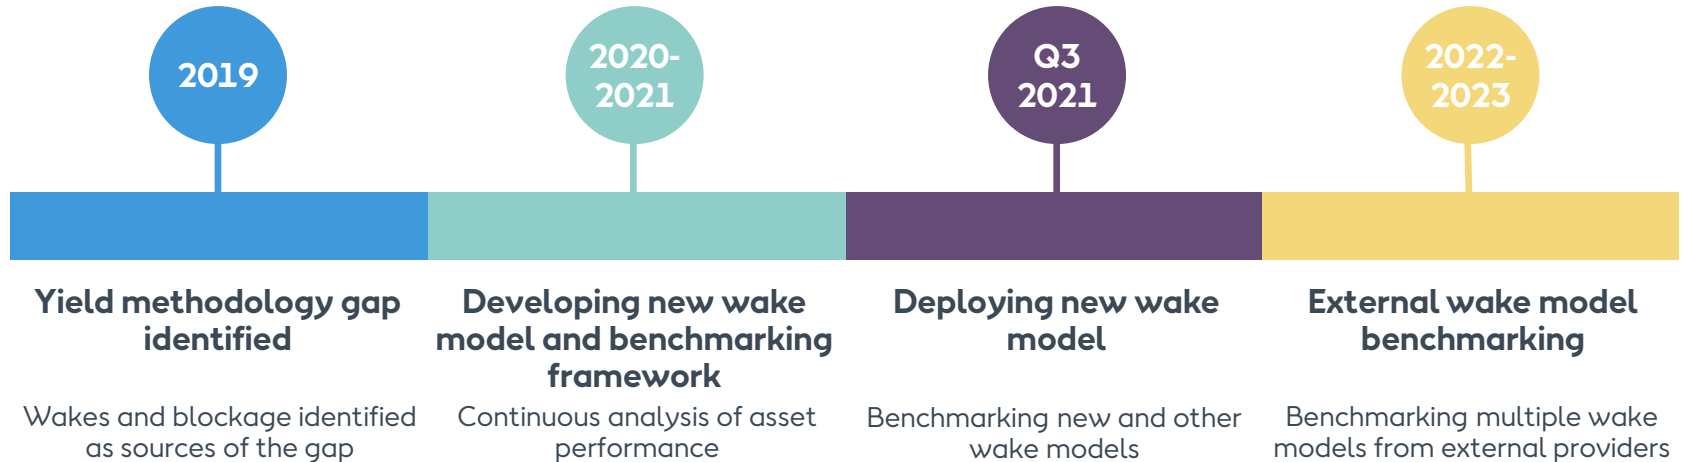 2019
Yield methodology gap
identified
Wakes and blockage identified
as sources of the gap
2020-
2021
Developing new wake
model and benchmarking
framework
Continuous analysis of asset
performance
Q3
2021
Deploying new wake
model
Benchmarking new and other
wake models
2022-
2023
External wake model
benchmarking
Benchmarking multiple wake
models from external providers